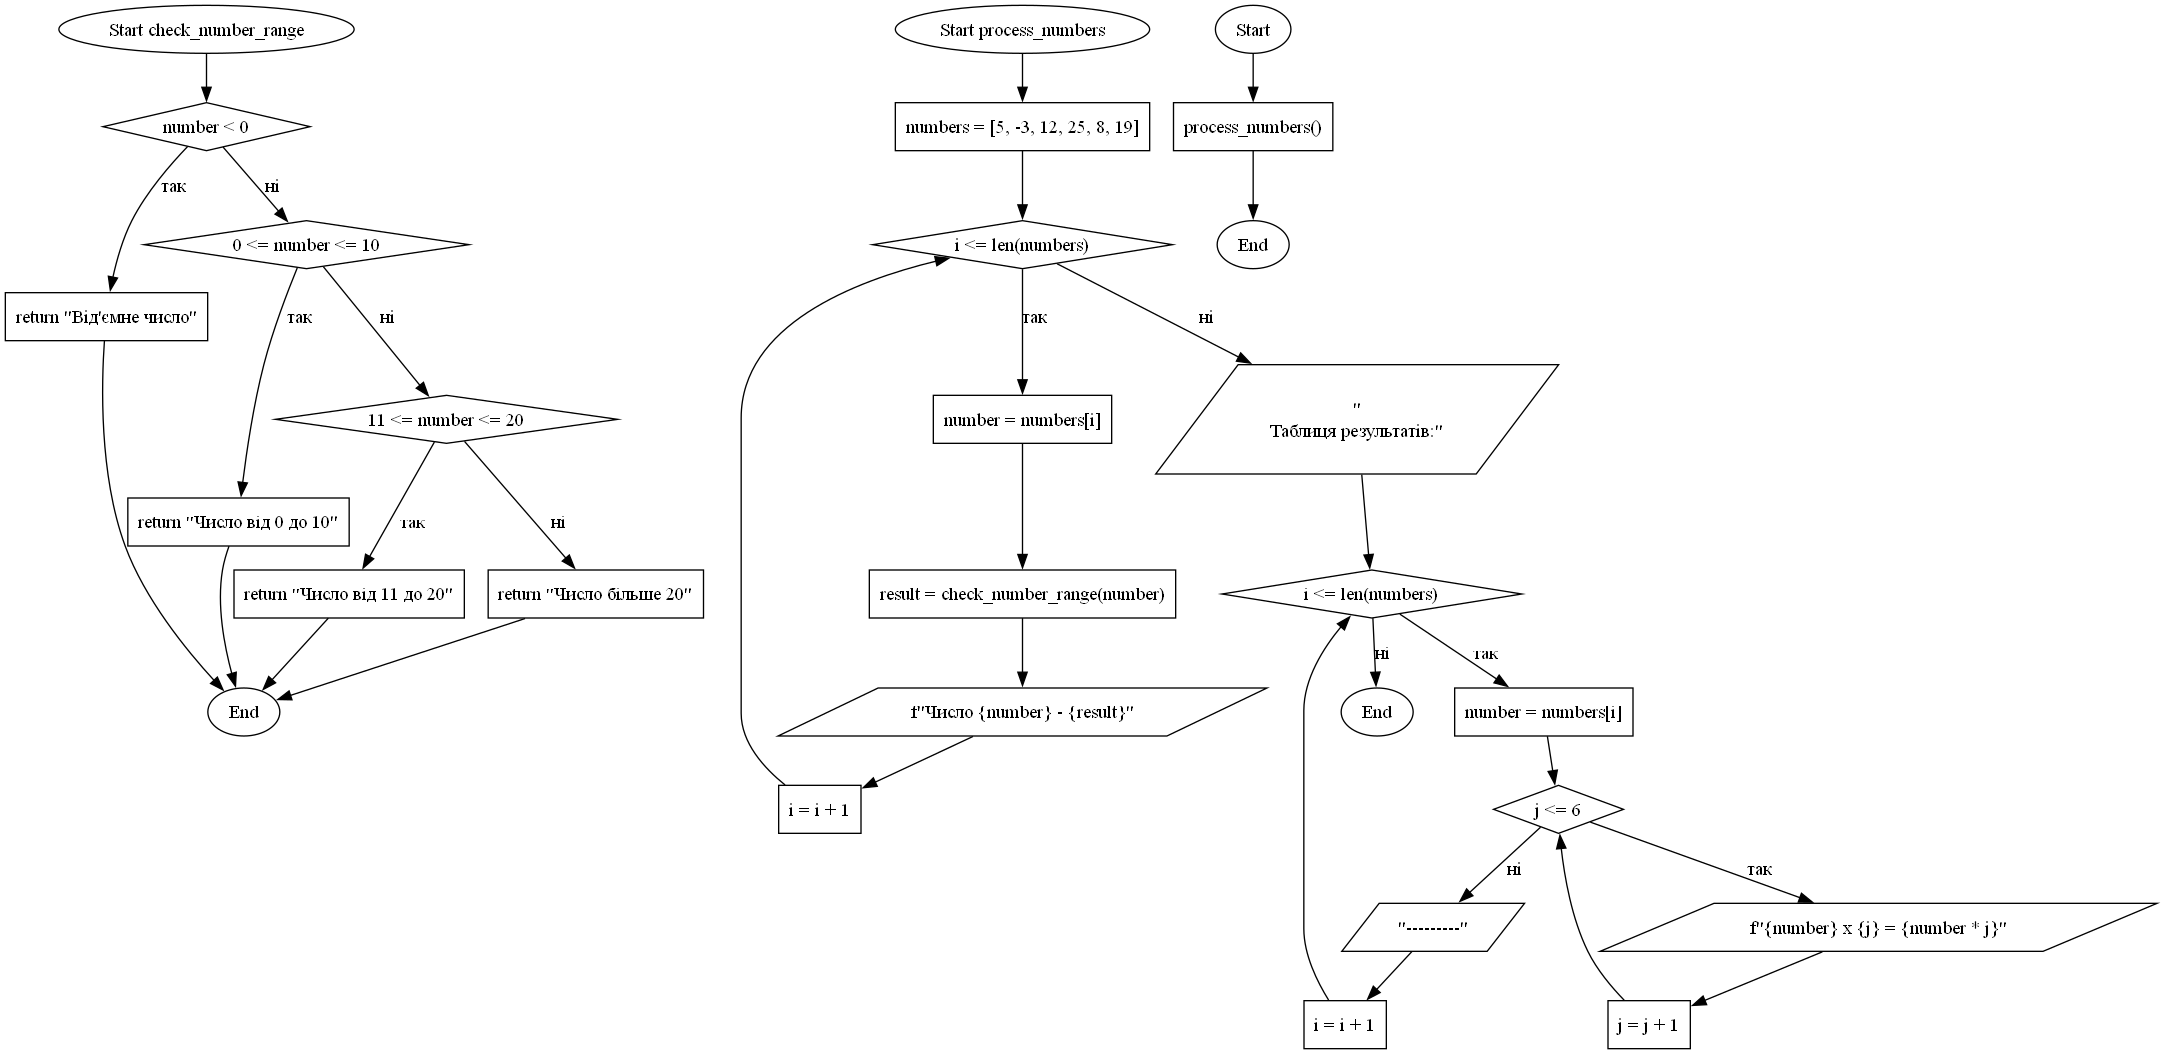 Start check_number_range
number < 0
так
ні
0 <= number <= 10
return "Від'ємне число"
так
ні
11 <= number <= 20
return "Число від 0 до 10"
так
ні
return "Число від 11 до 20"
return "Число більше 20"
End
Start process_numbers
numbers = [5, -3, 12, 25, 8, 19]
i <= len(numbers)
так
ні
number = numbers[i]
result = check_number_range(number)
f"Число {number} - {result}"
i = i + 1
"
Таблиця результатів:"
i <= len(numbers)
ні
так
End
number = numbers[i]
j <= 6
ні
так
"---------"
f"{number} x {j} = {number * j}"
i = i + 1
j = j + 1
Start
process_numbers()
End